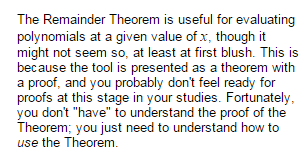 The Remainder Theorem is useful for evaluating
polynomials at a given value of x, though it
might not seem so, at least at first blush. This is
because the tool is presented as a theorem with
a proof, and you probably don't feel ready for
proofs at this stage in your studies. Fortunately,
you don't "have" to understand the proof of the
Theorem; you just need to understand how to
use the Theorem.